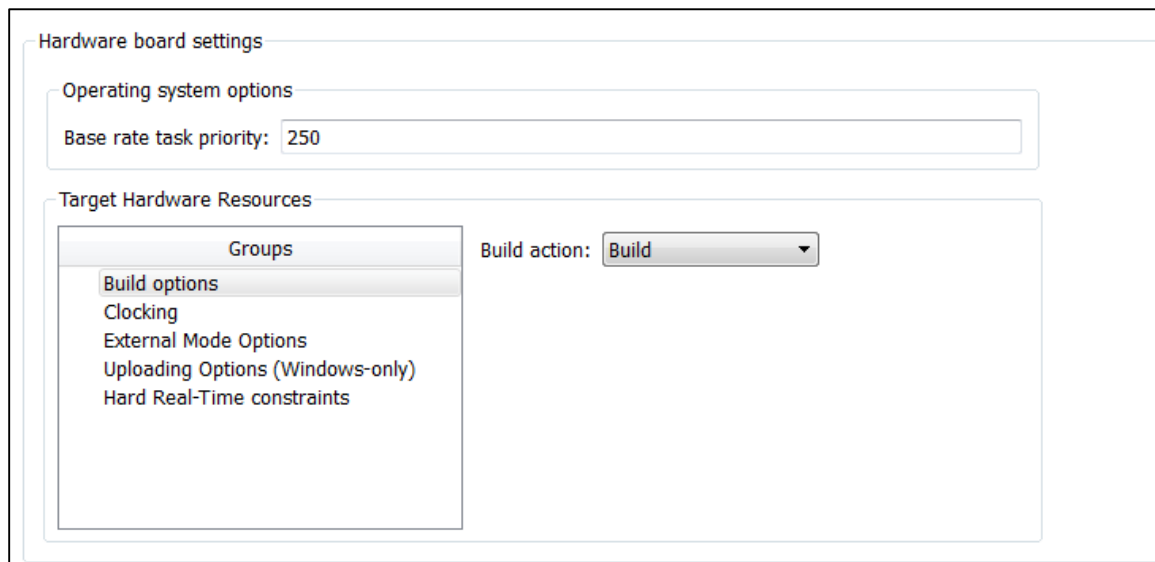 Hardware board settings
Operating system options
Base rate task priority: 250
Target Hardware Resources
Groups
Build action: Build
Build options
Clocking
External Mode Options
Uploading Options (Windows-only)
Hard Real-Time constraints